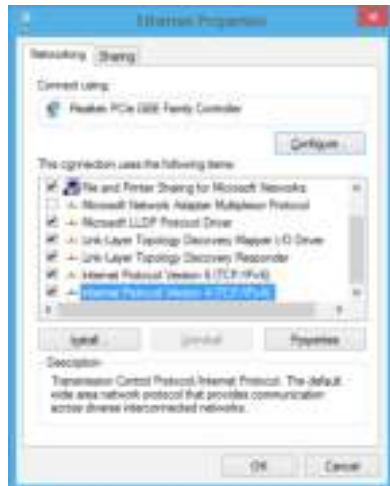 Ethernet Properties
Networking Sharing
Connect using:
Realtek PCIe GBE Family Controller
Configure...
This connection uses the following items:
File and Printer Sharing for Microsoft Networks
Microsoft Network Adapter Multiplexor Protocol
Microsoft LLDP Protocol Driver
Link-Layer Topology Discovery Mapper I/O Driver
Link-Layer Topology Discovery Responder
Internet Protocol Version 6 (TCP/IPv6)
Internet Protocol Version 4 (TCP/IPv4)
Install... Uninstall Properties
Description
Transmission Control Protocol/Internet Protocol. The default
wide area network protocol that provides communication
across diverse interconnected networks.
OK Cancel